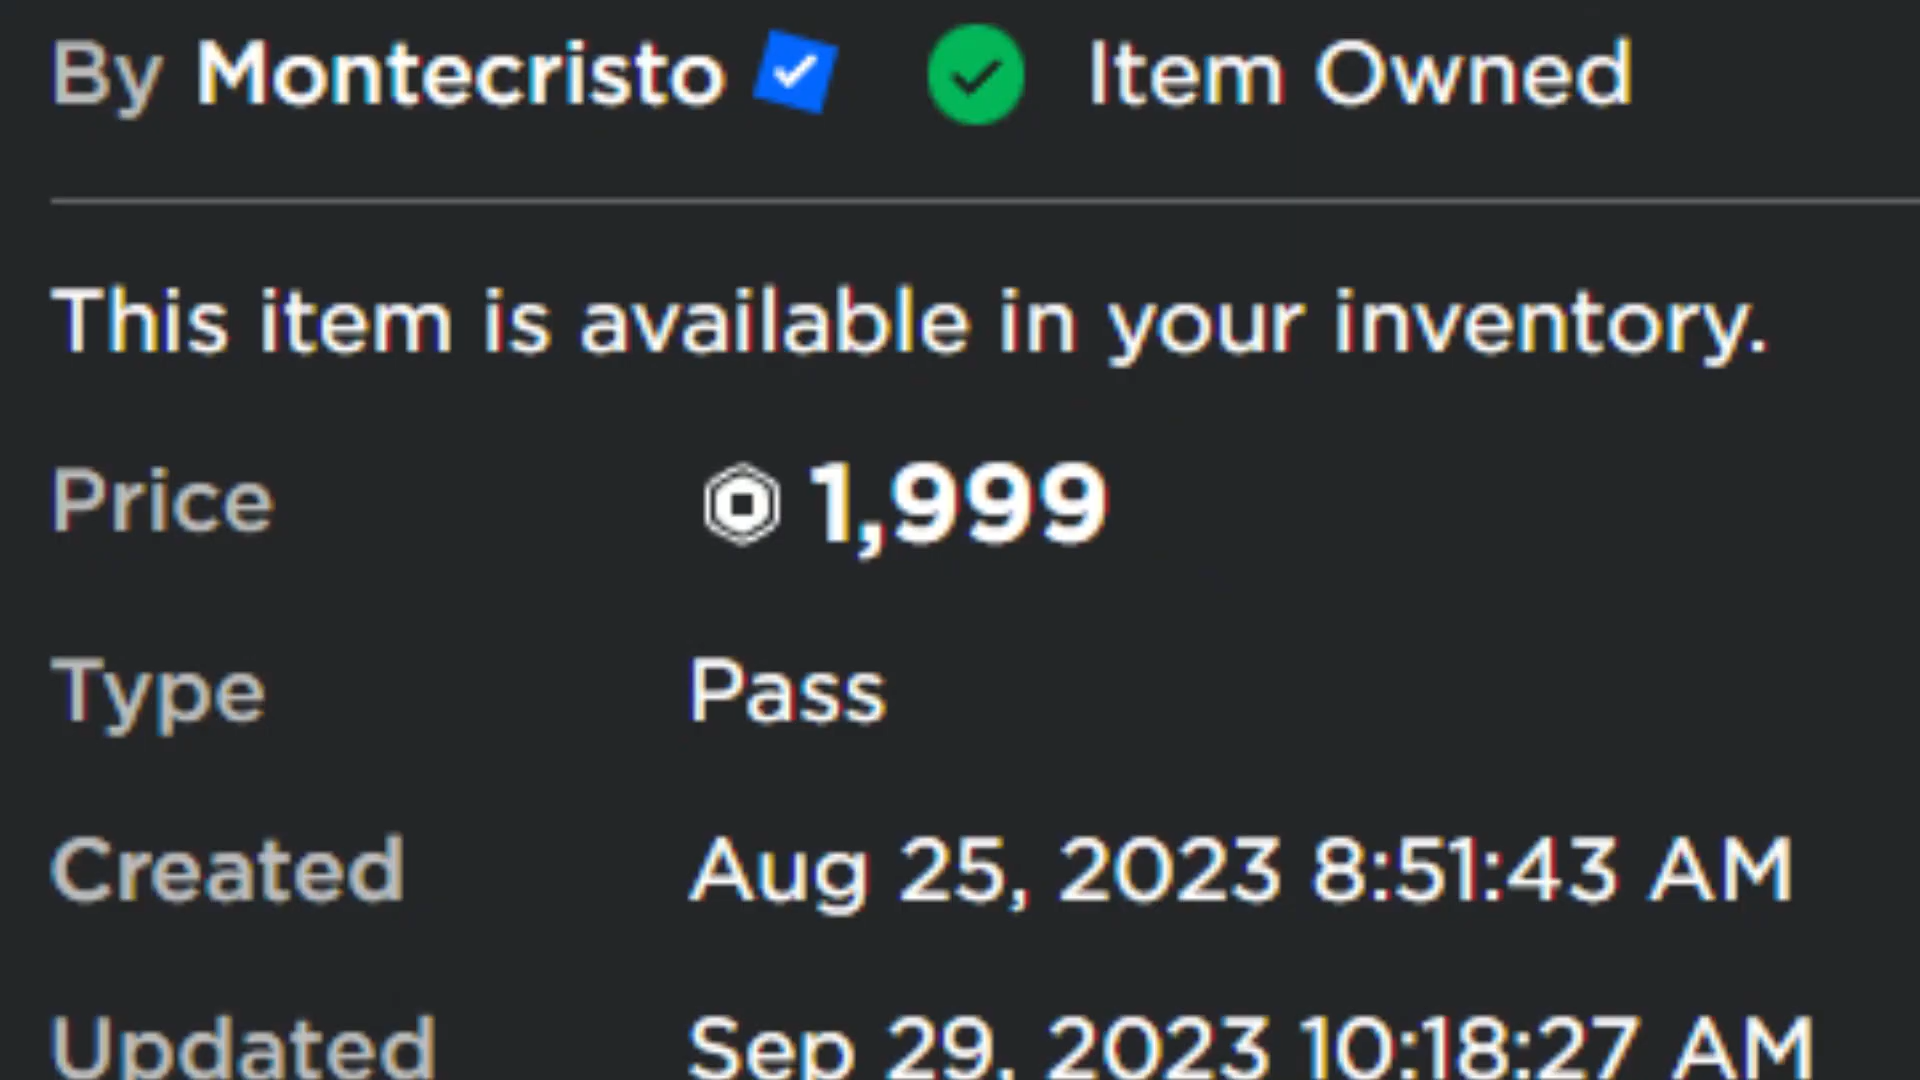 By Montecristo Item Owned
This item is available in your inventory.
Price 1,999
Type Pass
Created Aug 25, 2023 8:51:43 AM
Updated Sep 29, 2023 10:18:27 AM